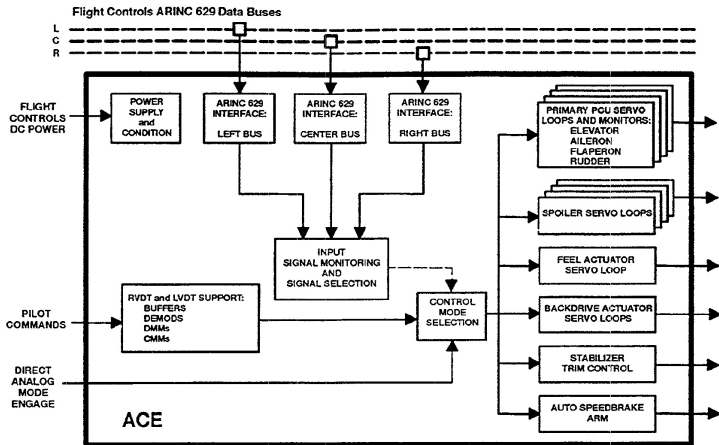 Flight Controls ARINC 629 Data Buses
L
C
R
FLIGHT
CONTROLS
DC POWER
POWER
SUPPLY
and
CONDITION
ARINC 629
INTERFACE:
LEFT BUS
ARINC 629
INTERFACE:
CENTER BUS
ARINC 629
INTERFACE:
RIGHT BUS
PRIMARY PCU SERVO
LOOPS AND MONITORS:
ELEVATOR
AILERON
FLAPERON
RUDDER
SPOILER SERVO LOOPS
INPUT
SIGNAL MONITORING
AND
SIGNAL SELECTION
FEEL ACTUATOR
SERVO LOOP
PILOT
COMMANDS
RVDT and LVDT SUPPORT:
BUFFERS
DEMODS
DMMs
CMMs
CONTROL
MODE
SELECTION
BACKDRIVE ACTUATOR
SERVO LOOPS
STABILIZER
TRIM CONTROL
DIRECT
ANALOG
MODE
ENGAGE
AUTO SPEEDBRAKE
ARM
ACE